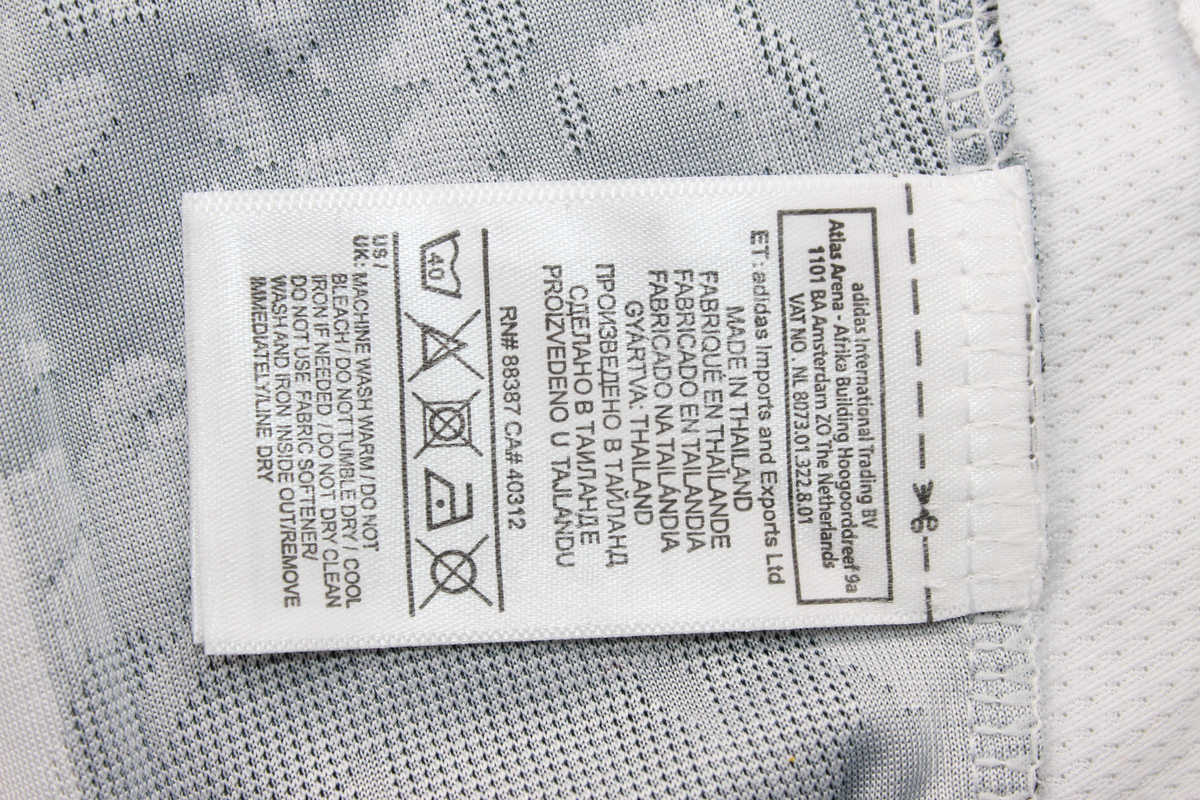 adidas International Trading BV
Atlas Arena - Afrika Building Hoogoorddreef 9a
1101 BA Amsterdam ZO The Netherlands
VAT NO. NL 8073.01.322.8.01
ET: adidas Imports and Exports Ltd
MADE IN THAILAND
FABRIQUÉ EN THAÏLANDE
FABRICADO EN TAILANDIA
FABRICADO NA TAILÂNDIA
GYÁRTVA: THAILAND
ПРОИЗВЕДЕНО В ТАЙЛАНД
СДЕЛАНО В ТАИЛАНДЕ
PROIZVEDENO U TAJLANDU
RN# 88387 CA# 40312
40
US /
UK: MACHINE WASH WARM / DO NOT
BLEACH / DO NOT TUMBLE DRY / COOL
IRON IF NEEDED / DO NOT DRY CLEAN
DO NOT USE FABRIC SOFTENER/
WASH AND IRON INSIDE OUT/REMOVE
IMMEDIATELY/LINE DRY